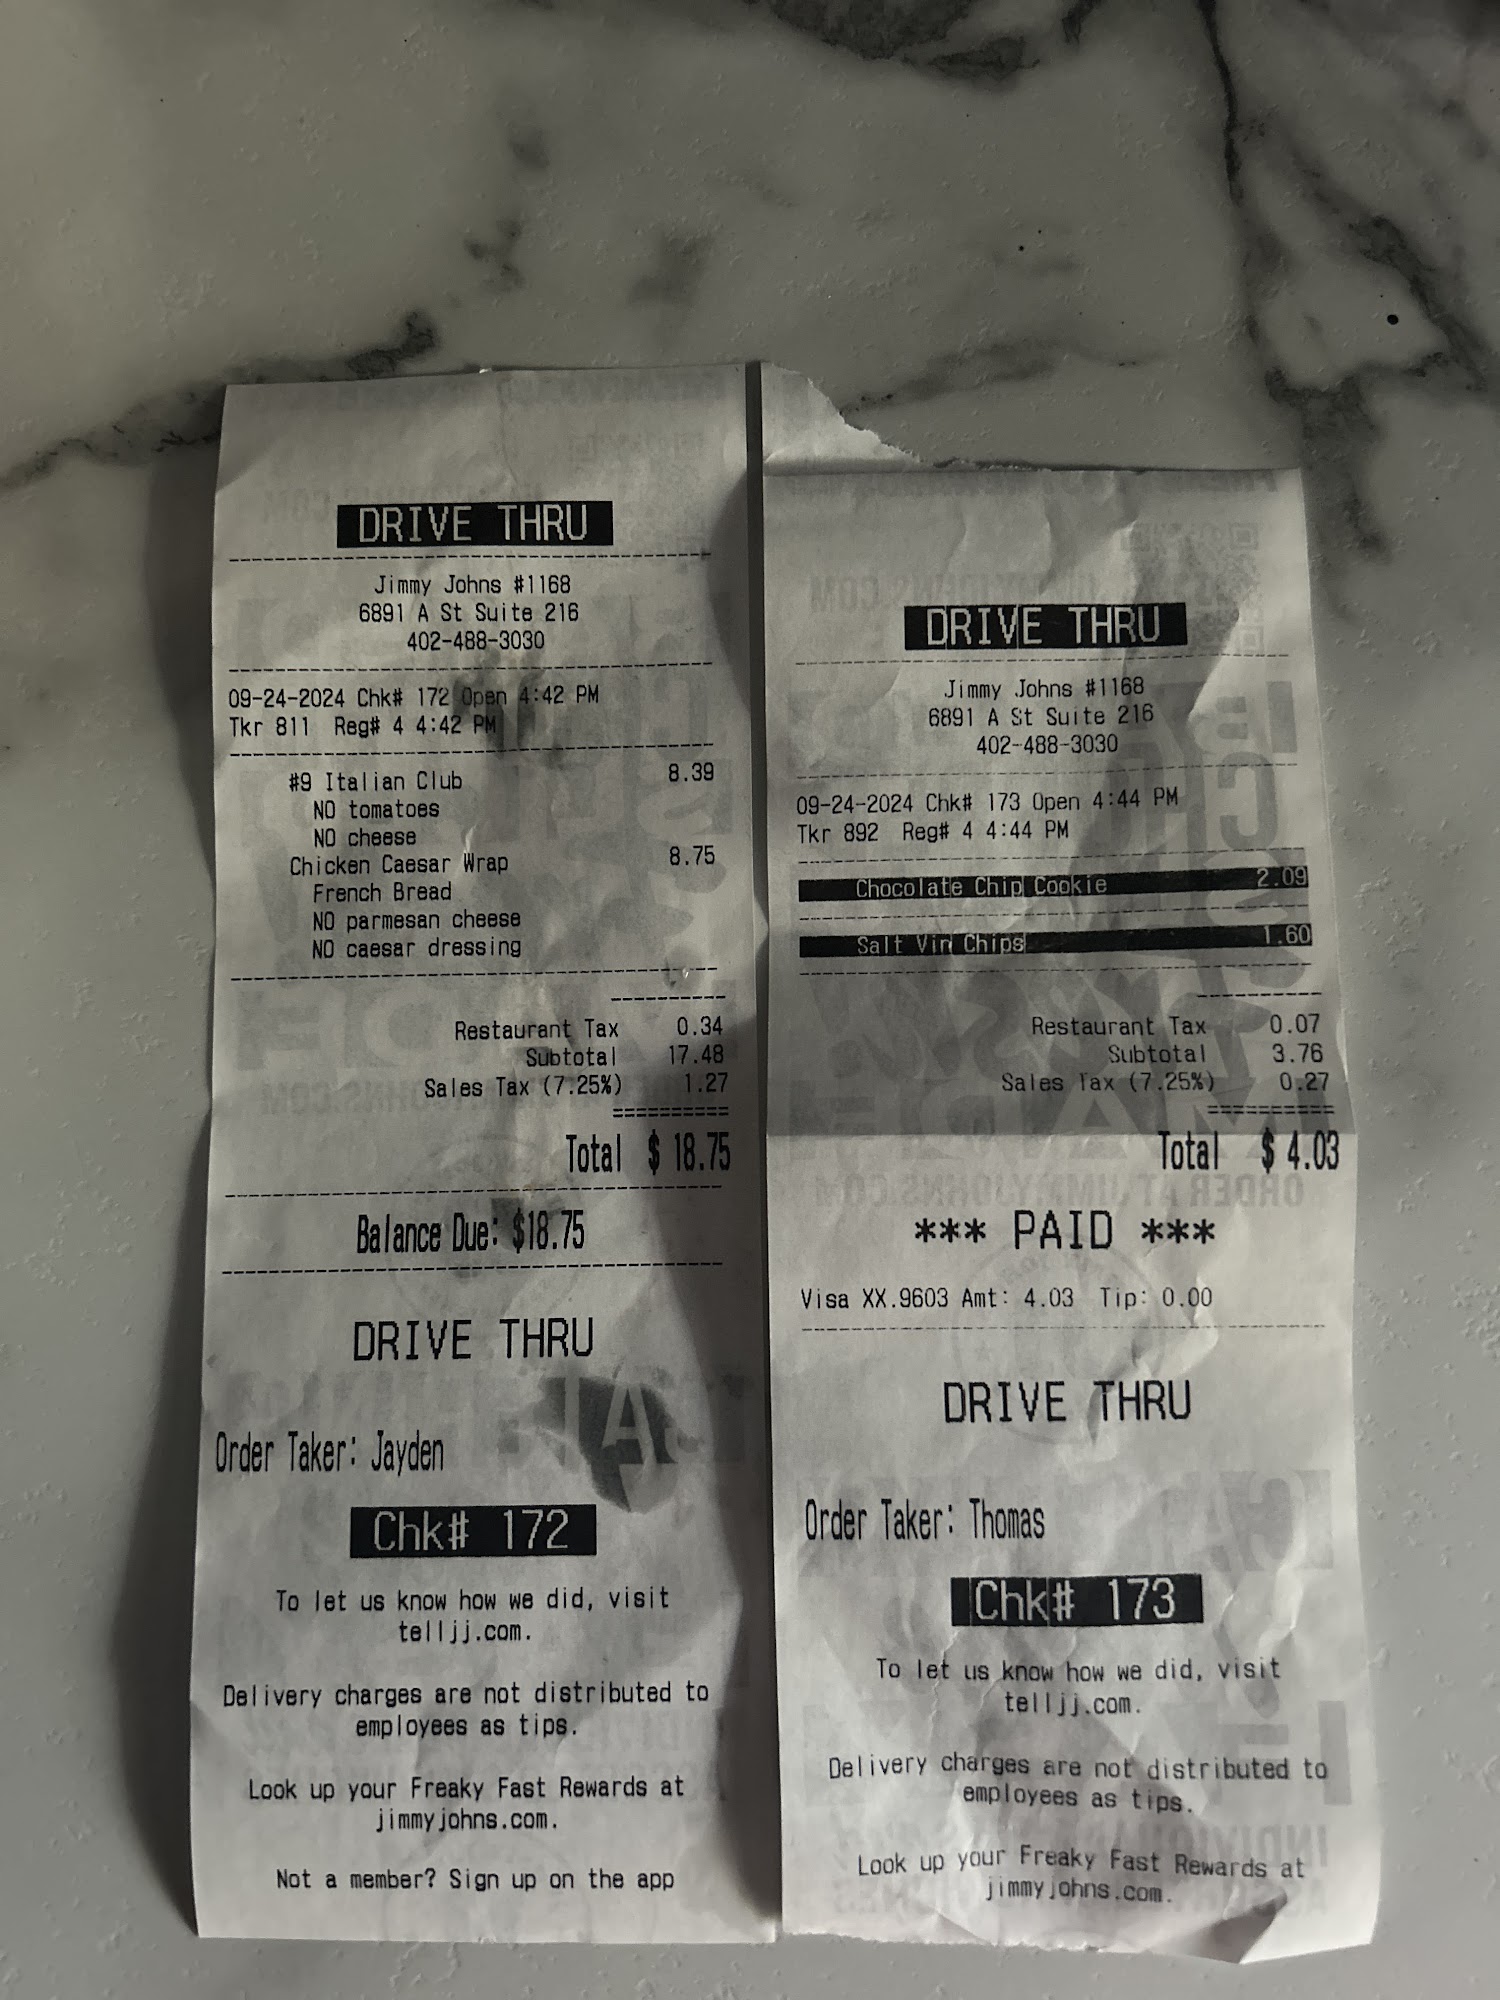 DRIVE THRU
Jimmy Johns #1168
6891 A St Suite 216
402-488-3030
09-24-2024 Chk# 172 Open 4:42 PM
Tkr 811 Reg# 4 4:42 PM
#9 Italian Club 8.39
NO tomatoes
NO cheese
Chicken Caesar Wrap 8.75
French Bread
NO parmesan cheese
NO caesar dressing
Restaurant Tax 0.34
Subtotal 17.48
Sales Tax (7.25%) 1.27
==========
Total $ 18.75
Balance Due: $18.75
DRIVE THRU
Order Taker: Jayden
Chk# 172
To let us know how we did, visit
telljj.com.
Delivery charges are not distributed to
employees as tips.
Look up your Freaky Fast Rewards at
jimmyjohns.com.
Not a member? Sign up on the app
DRIVE THRU
Jimmy Johns #1168
6891 A St Suite 216
402-488-3030
09-24-2024 Chk# 173 Open 4:44 PM
Tkr 892 Reg# 4 4:44 PM
Chocolate Chip Cookie 2.09
Salt Vin Chips 1.60
Restaurant Tax 0.07
Subtotal 3.76
Sales Tax (7.25%) 0.27
==========
Total $ 4.03
*** PAID ***
Visa XX.9603 Amt: 4.03 Tip: 0.00
DRIVE THRU
Order Taker: Thomas
Chk# 173
To let us know how we did, visit
telljj.com.
Delivery charges are not distributed to
employees as tips.
Look up your Freaky Fast Rewards at
jimmyjohns.com.